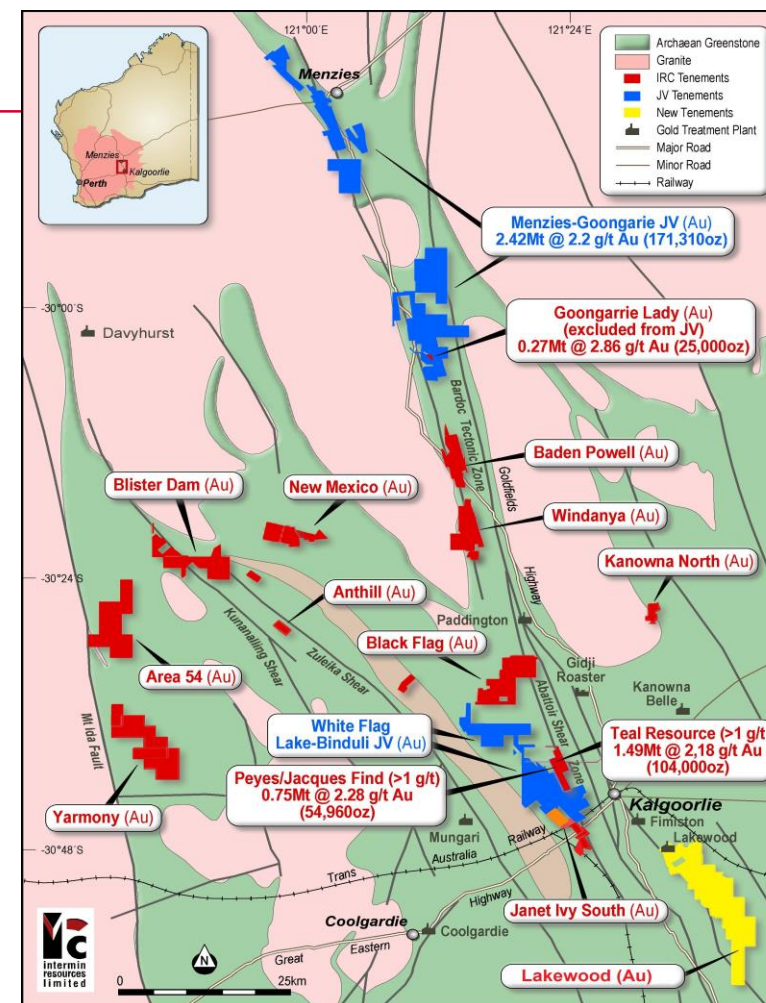 121°00'E
121°24'E
Menzies
Menzies
Kalgoorlie
Perth
Archaean Greenstone
Granite
IRC Tenements
JV Tenements
New Tenements
Gold Treatment Plant
Major Road
Minor Road
Railway
Menzies-Goongarie JV (Au)
2.42Mt @ 2.2 g/t Au (171,310oz)
-30°00'S
Davyhurst
Goongarrie Lady (Au)
(excluded from JV)
0.27Mt @ 2.86 g/t Au (25,000oz)
Bardoc Tectonic Zone
Goldfields
Highway
Baden Powell (Au)
Blister Dam (Au)
New Mexico (Au)
Windanya (Au)
Kanowna North (Au)
-30°24'S
Anthill (Au)
Paddington
Kunanalling Shear
Zuleika Shear
Black Flag (Au)
Abattoir Shear
Zone
Gidji
Roaster
Area 54 (Au)
Kanowna
Belle
Mt Ida Fault
White Flag
Lake-Binduli JV (Au)
Teal Resource (>1 g/t
1.49Mt @ 2,18 g/t Au
(104,000oz)
Peyes/Jacques Find (>1 g/t)
0.75Mt @ 2.28 g/t Au
(54,960oz)
Yarmony (Au)
Kalgoorlie
Mungari
Fimiston
Lakewood
-30°48'S
Trans
Australia
Railway
Janet Ivy South (Au)
Coolgardie
Coolgardie
Great
Eastern
Highway
Lakewood (Au)
intermin
resources
limited
N
0
25km